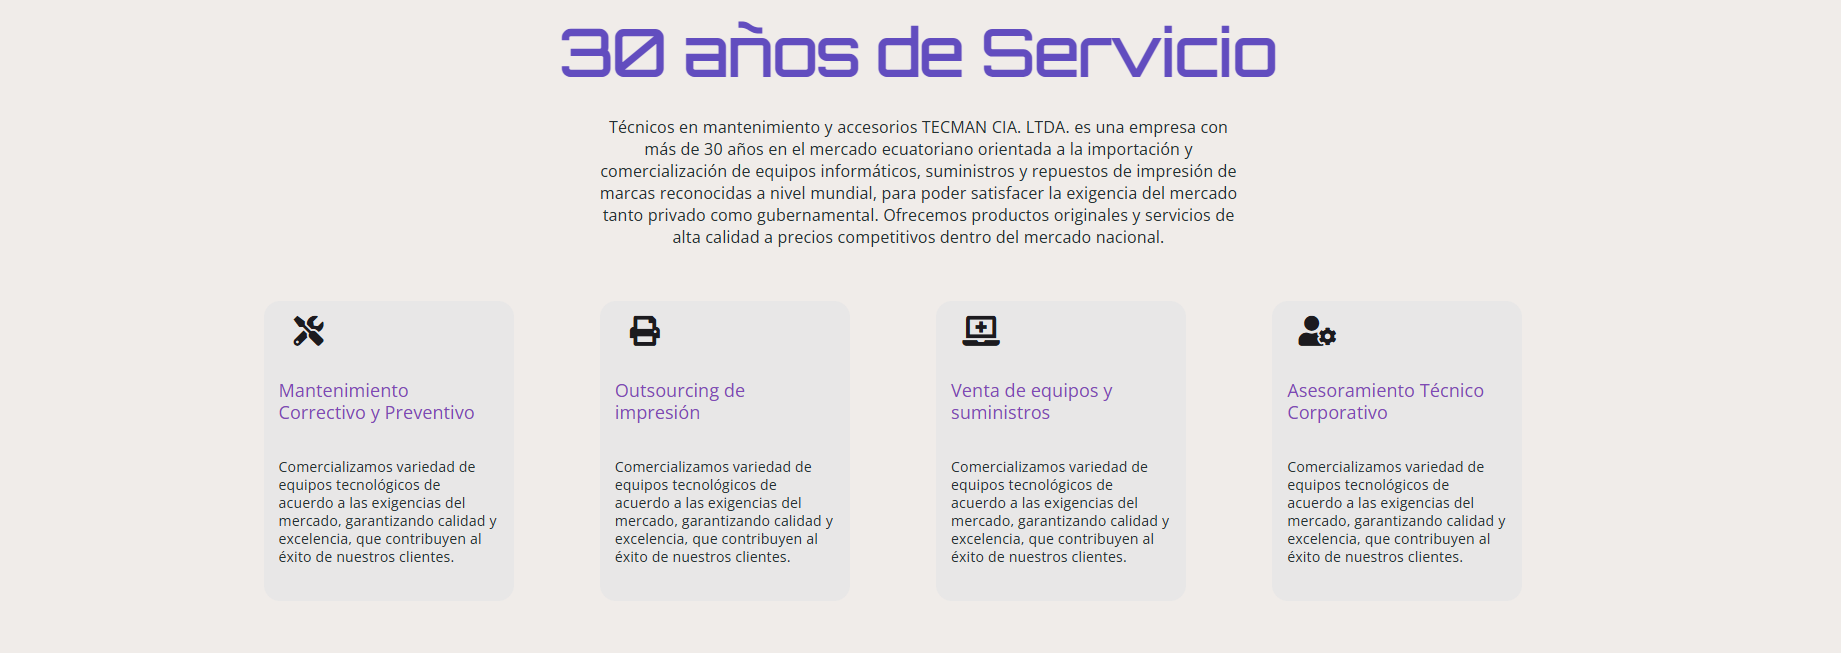 30 años de Servicio
Técnicos en mantenimiento y accesorios TECMAN CIA. LTDA. es una empresa con
más de 30 años en el mercado ecuatoriano orientada a la importación y
comercialización de equipos informáticos, suministros y repuestos de impresión de
marcas reconocidas a nivel mundial, para poder satisfacer la exigencia del mercado
tanto privado como gubernamental. Ofrecemos productos originales y servicios de
alta calidad a precios competitivos dentro del mercado nacional.
Mantenimiento
Correctivo y Preventivo
Comercializamos variedad de
equipos tecnológicos de
acuerdo a las exigencias del
mercado, garantizando calidad y
excelencia, que contribuyen al
éxito de nuestros clientes.
Outsourcing de
impresión
Comercializamos variedad de
equipos tecnológicos de
acuerdo a las exigencias del
mercado, garantizando calidad y
excelencia, que contribuyen al
éxito de nuestros clientes.
Venta de equipos y
suministros
Comercializamos variedad de
equipos tecnológicos de
acuerdo a las exigencias del
mercado, garantizando calidad y
excelencia, que contribuyen al
éxito de nuestros clientes.
Asesoramiento Técnico
Corporativo
Comercializamos variedad de
equipos tecnológicos de
acuerdo a las exigencias del
mercado, garantizando calidad y
excelencia, que contribuyen al
éxito de nuestros clientes.